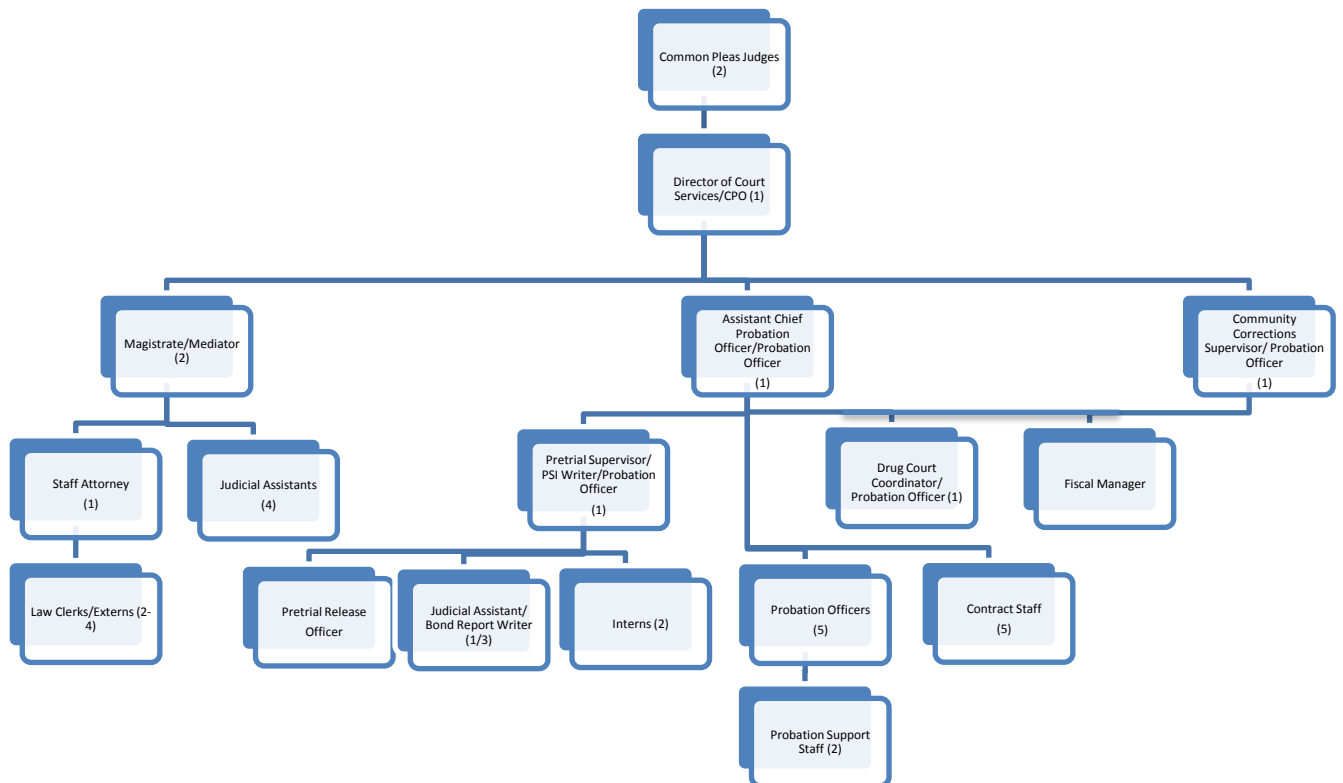 Common Pleas Judges
(2)
Director of Court
Services/CPO (1)
Magistrate/Mediator
(2)
Assistant Chief
Probation
Officer/Probation
Officer
(1)
Community
Corrections
Supervisor/ Probation
Officer
(1)
Staff Attorney
(1)
Judicial Assistants
(4)
Pretrial Supervisor/
PSI Writer/Probation
Officer
(1)
Drug Court
Coordinator/
Probation Officer (1)
Fiscal Manager
Law Clerks/Externs (2-
4)
Pretrial Release
Officer
Judicial Assistant/
Bond Report Writer
(1/3)
Interns (2)
Probation Officers
(5)
Contract Staff
(5)
Probation Support
Staff (2)